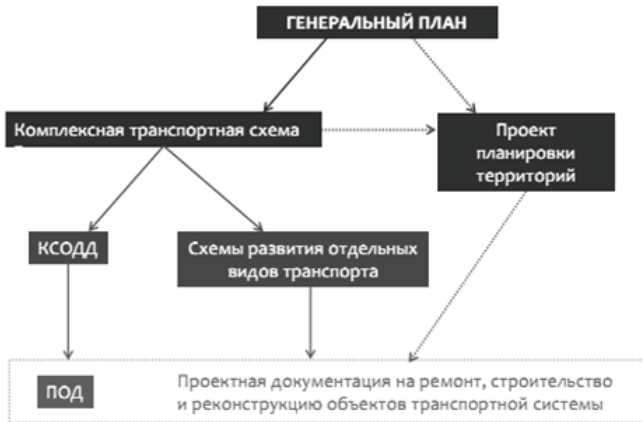 ГЕНЕРАЛЬНЫЙ ПЛАН
Комплексная транспортная схема
Проект
планировки
территорий
КСОДД
Схемы развития отдельных
видов транспорта
ПОД
Проектная документация на ремонт, строительство
и реконструкцию объектов транспортной системы